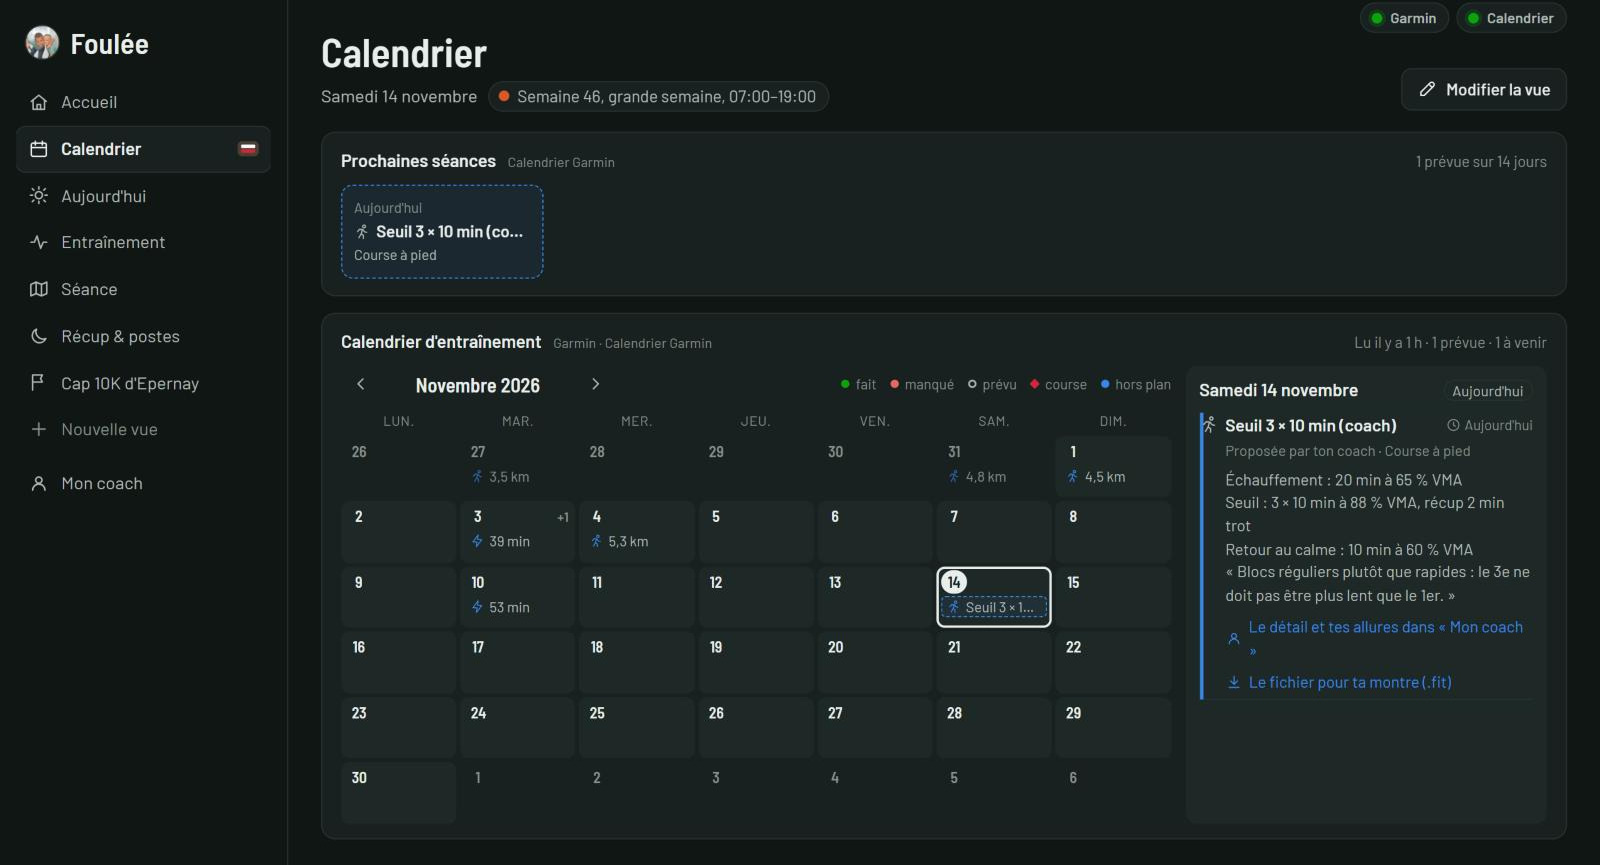 Foulée
Accueil
Calendrier
Aujourd'hui
Entraînement
Séance
Récup & postes
Cap 10K d'Epernay
Nouvelle vue
Mon coach
Garmin
Calendrier
Calendrier
Samedi 14 novembre
Semaine 46, grande semaine, 07:00–19:00
Modifier la vue
Prochaines séances Calendrier Garmin
1 prévue sur 14 jours
Aujourd'hui
Seuil 3 × 10 min (co...
Course à pied
Calendrier d'entraînement Garmin · Calendrier Garmin
Lu il y a 1 h · 1 prévue · 1 à venir
Novembre 2026
fait manqué prévu course hors plan
LUN. MAR. MER. JEU. VEN. SAM. DIM.
26 27 28 29 30 31 1
3,5 km 4,8 km 4,5 km
2 3 +1 4 5 6 7 8
39 min 5,3 km
9 10 11 12 13 14 15
53 min Seuil 3 × 1...
16 17 18 19 20 21 22
23 24 25 26 27 28 29
30 1 2 3 4 5 6
Samedi 14 novembre
Aujourd'hui
Seuil 3 × 10 min (coach)
Aujourd'hui
Proposée par ton coach · Course à pied
Échauffement : 20 min à 65 % VMA
Seuil : 3 × 10 min à 88 % VMA, récup 2 min
trot
Retour au calme : 10 min à 60 % VMA
« Blocs réguliers plutôt que rapides : le 3e ne
doit pas être plus lent que le 1er. »
Le détail et tes allures dans « Mon coach
»
Le fichier pour ta montre (.fit)